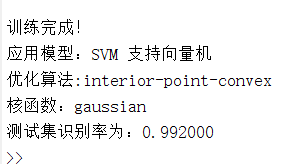 训练完成!
应用模型：SVM 支持向量机
优化算法:interior-point-convex
核函数：gaussian
测试集识别率为：0.992000
>>